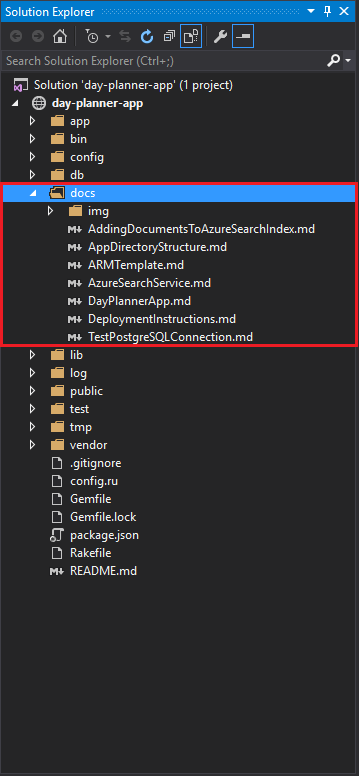 Solution Explorer
Search Solution Explorer (Ctrl+;)
Solution 'day-planner-app' (1 project)
day-planner-app
app
bin
config
db
docs
img
AddingDocumentsToAzureSearchIndex.md
AppDirectoryStructure.md
ARMTemplate.md
AzureSearchService.md
DayPlannerApp.md
DeploymentInstructions.md
TestPostgreSQLConnection.md
lib
log
public
test
tmp
vendor
.gitignore
config.ru
Gemfile
Gemfile.lock
package.json
Rakefile
README.md